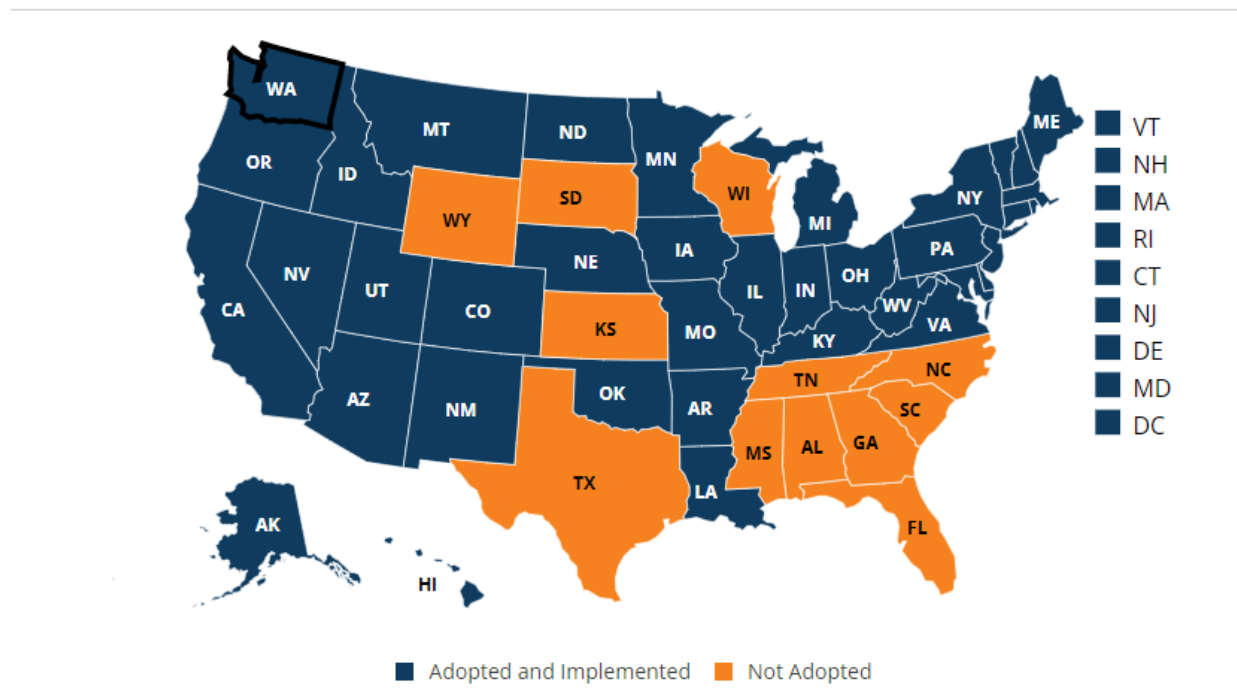 WA
MT
ND
MN
ME
VT
OR
ID
SD
WI
NH
WY
MI
NY
MA
NE
IA
PA
RI
NV
UT
CO
IL
IN
OH
WV
CT
CA
KS
MO
KY
VA
NJ
AZ
NM
OK
AR
TN
NC
DE
SC
MD
MS
AL
GA
DC
TX
LA
FL
AK
HI
Adopted and Implemented
Not Adopted